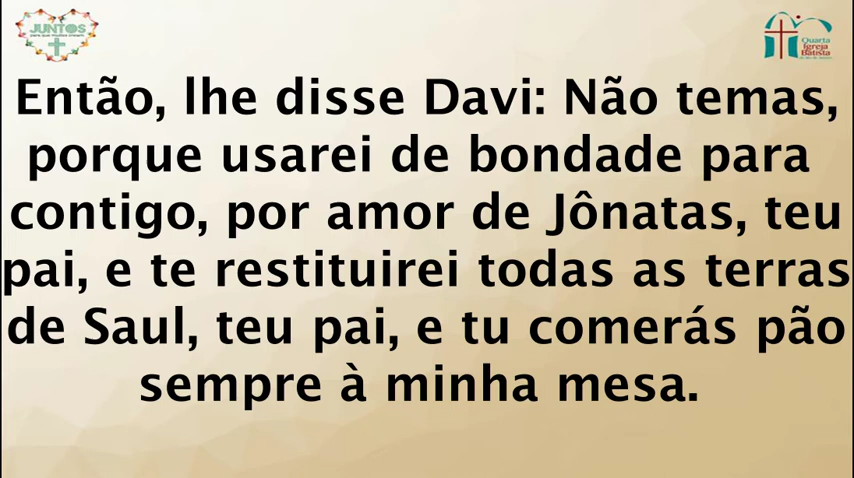 JUNTOS
Quarta
Igreja
Batista
Então, lhe disse Davi: Não temas,
porque usarei de bondade para
contigo, por amor de Jônatas, teu
pai, e te restituirei todas as terras
de Saul, teu pai, e tu comerás pão
sempre à minha mesa.